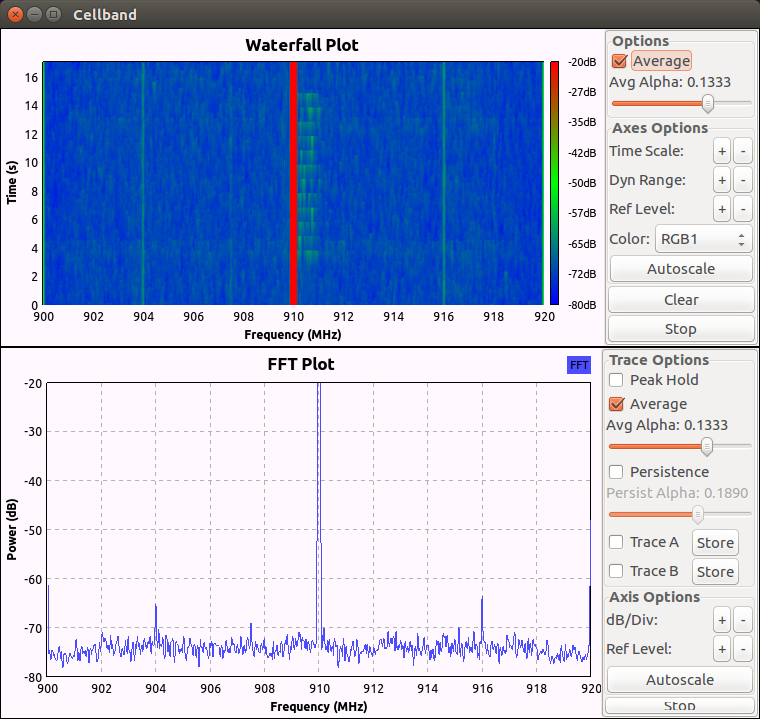 Cellband
Waterfall Plot
16
14
12
10
8
6
4
2
0
Time (s)
900 902 904 906 908 910 912 914 916 918 920
Frequency (MHz)
-20dB
-27dB
-35dB
-42dB
-50dB
-57dB
-65dB
-72dB
-80dB
Options
Average
Avg Alpha: 0.1333
Axes Options
Time Scale: + -
Dyn Range: + -
Ref Level: + -
Color: RGB1
Autoscale
Clear
Stop
FFT Plot
FFT
-20
-30
-40
-50
-60
-70
-80
Power (dB)
900 902 904 906 908 910 912 914 916 918 920
Frequency (MHz)
Trace Options
Peak Hold
Average
Avg Alpha: 0.1333
Persistence
Persist Alpha: 0.1890
Trace A Store
Trace B Store
Axis Options
dB/Div: + -
Ref Level: + -
Autoscale
Stop